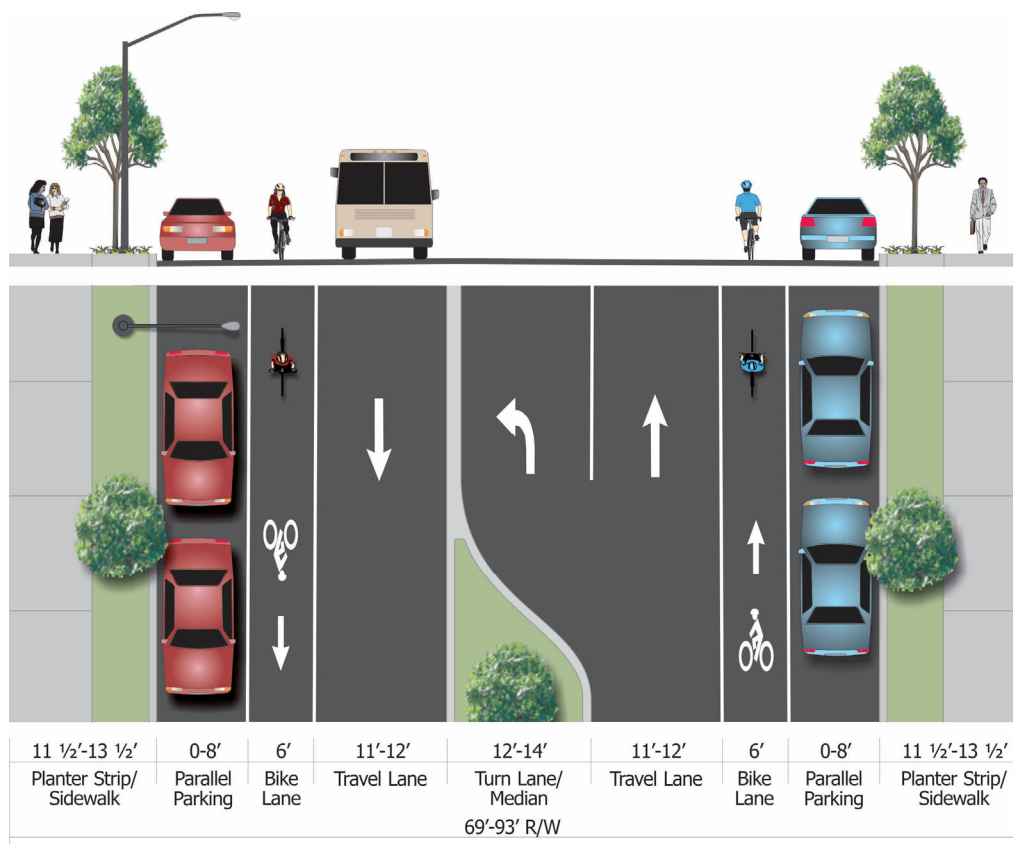 11 ½’-13 ½’ 0-8’ 6’ 11’-12’ 12’-14’ 11’-12’ 6’ 0-8’ 11 ½’-13 ½’
Planter Strip/ Parallel Bike Travel Lane Turn Lane/ Travel Lane Bike Parallel Planter Strip/
Sidewalk Parking Lane Median Lane Parking Sidewalk
69’-93’ R/W